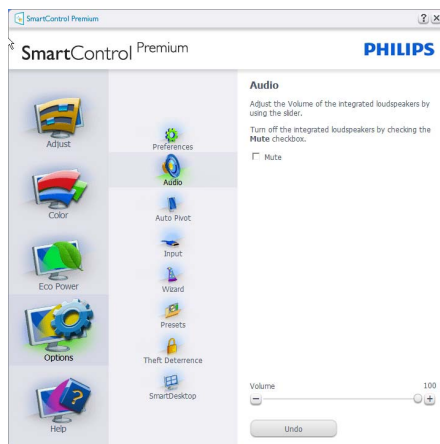 SmartControl Premium
SmartControl Premium
PHILIPS
Adjust
Color
Eco Power
Options
Help
Preferences
Audio
Auto Pivot
Input
Wizard
Presets
Theft Deterrence
SmartDesktop
Audio
Adjust the Volume of the integrated loudspeakers by
using the slider.
Turn off the integrated loudspeakers by checking the
Mute checkbox.
Mute
Volume 100
Undo